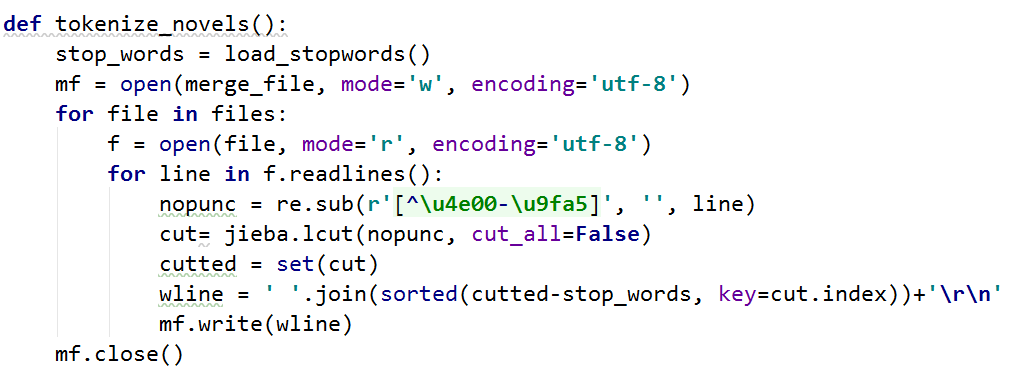 def tokenize_novels():
    stop_words = load_stopwords()
    mf = open(merge_file, mode='w', encoding='utf-8')
    for file in files:
        f = open(file, mode='r', encoding='utf-8')
        for line in f.readlines():
            nopunc = re.sub(r'[^\u4e00-\u9fa5]', '', line)
            cut= jieba.lcut(nopunc, cut_all=False)
            cutted = set(cut)
            wline = ' '.join(sorted(cutted-stop_words, key=cut.index))+'\r\n'
            mf.write(wline)
    mf.close()